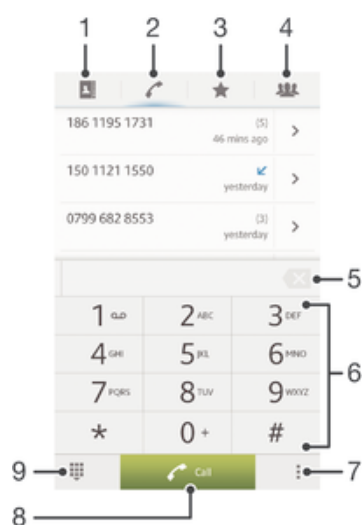 1 2 3 4
186 1195 1731 (5)
46 mins ago
150 1121 1550
yesterday
0799 682 8553 (3)
yesterday
5
1 2 ABC 3 DEF
4 GHI 5 JKL 6 MNO
6
7 PQRS 8 TUV 9 WXYZ
* 0 + #
9 Call 7
8